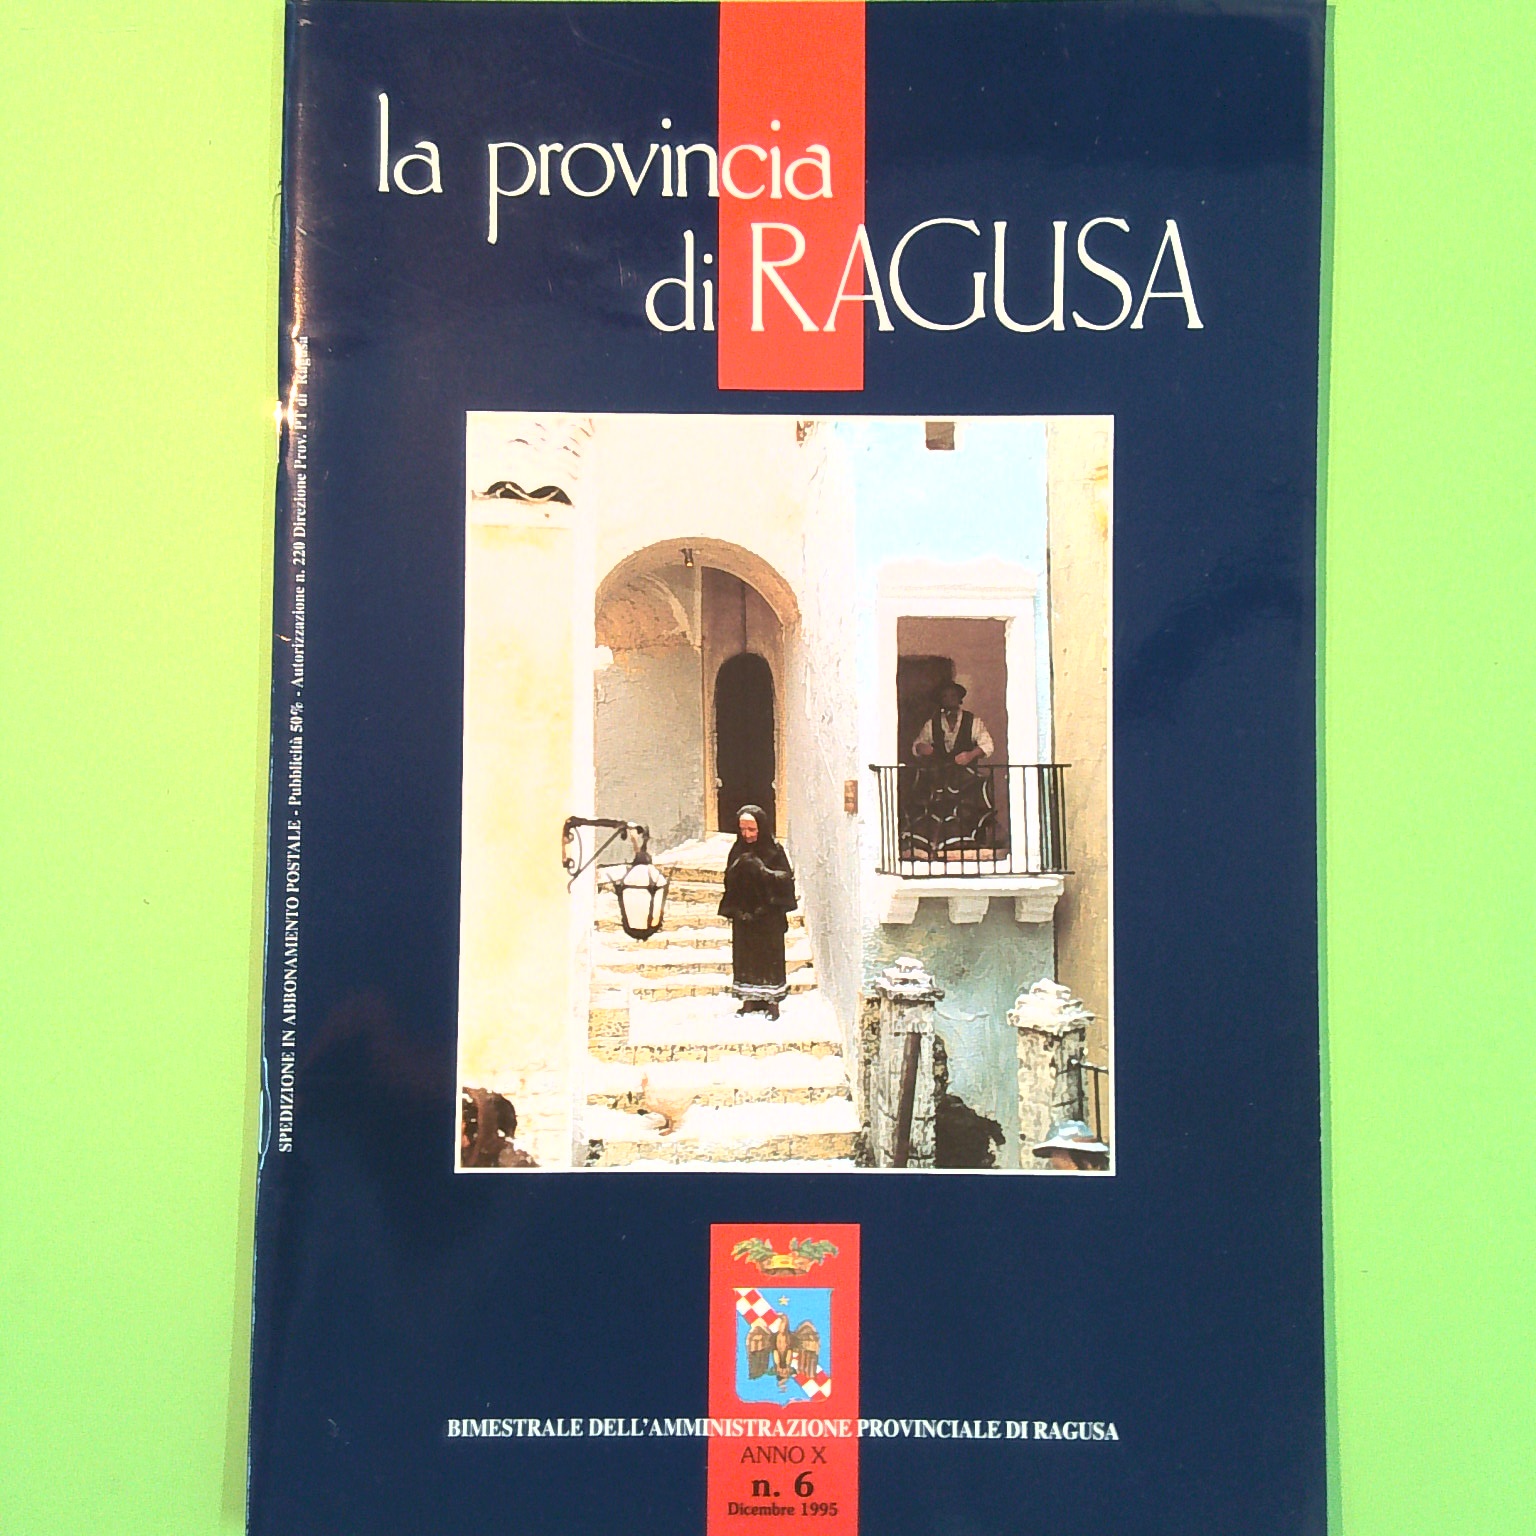 la provincia
di RAGUSA
SPEDIZIONE IN ABBONAMENTO POSTALE - Pubblicità 50% - Autorizzazione n. 220 Direzione Prov. PT di Ragusa
BIMESTRALE DELL'AMMINISTRAZIONE PROVINCIALE DI RAGUSA
ANNO X
n. 6
Dicembre 1995